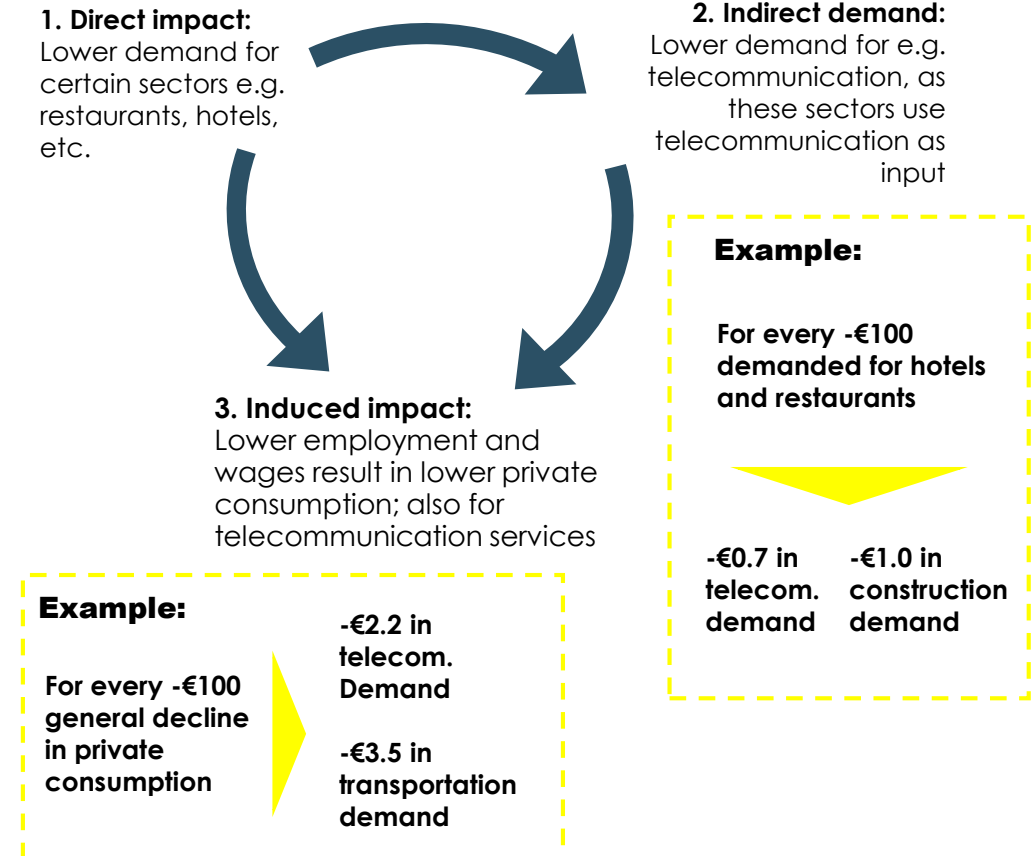 1. Direct impact:
Lower demand for
certain sectors e.g.
restaurants, hotels,
etc.
2. Indirect demand:
Lower demand for e.g.
telecommunication, as
these sectors use
telecommunication as
input
3. Induced impact:
Lower employment and
wages result in lower private
consumption; also for
telecommunication services
Example:
For every -€100
demanded for hotels
and restaurants
-€0.7 in
telecom.
demand
-€1.0 in
construction
demand
Example:
For every -€100
general decline
in private
consumption
-€2.2 in
telecom.
Demand
-€3.5 in
transportation
demand